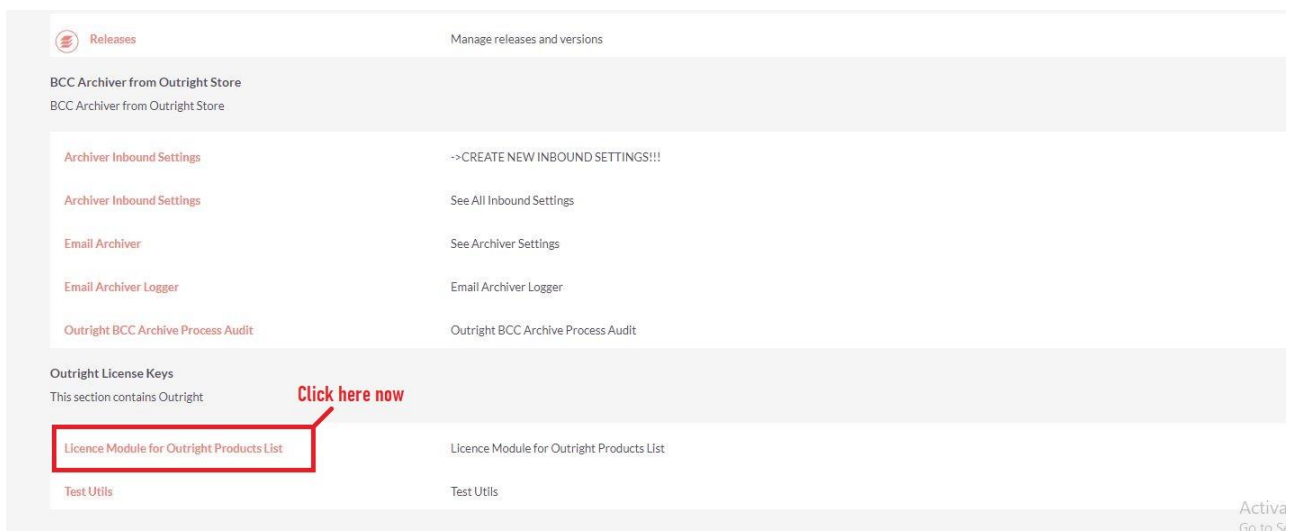 Releases Manage releases and versions
BCC Archiver from Outright Store
BCC Archiver from Outright Store
Archiver Inbound Settings ->CREATE NEW INBOUND SETTINGS!!!
Archiver Inbound Settings See All Inbound Settings
Email Archiver See Archiver Settings
Email Archiver Logger Email Archiver Logger
Outright BCC Archive Process Audit Outright BCC Archive Process Audit
Outright License Keys
This section contains Outright
Click here now
Licence Module for Outright Products List Licence Module for Outright Products List
Test Utils Test Utils
Activa
Go to Se